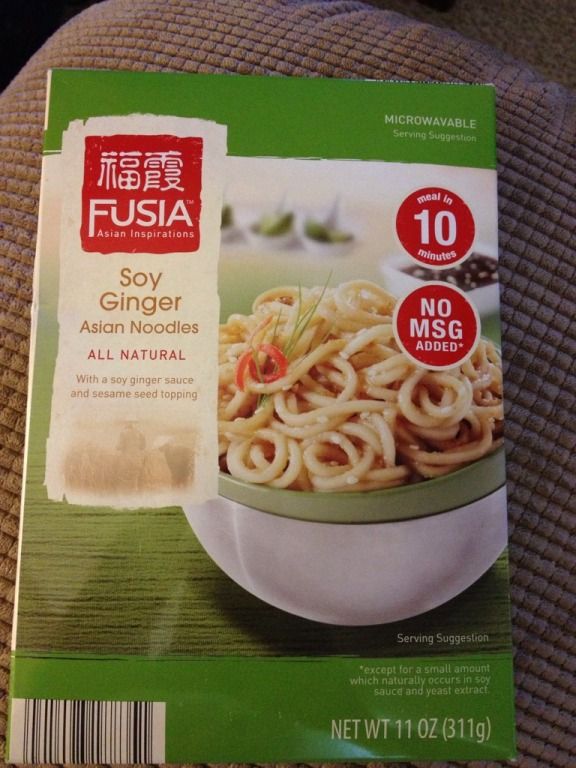 MICROWAVABLE
Serving Suggestion
福霞
FUSIA™
Asian Inspirations
Soy
Ginger
Asian Noodles
ALL NATURAL
With a soy ginger sauce
and sesame seed topping
meal in
10
minutes
NO
MSG
ADDED*
Serving Suggestion
*except for a small amount
which naturally occurs in soy
sauce and yeast extract.
NET WT 11 OZ (311g)